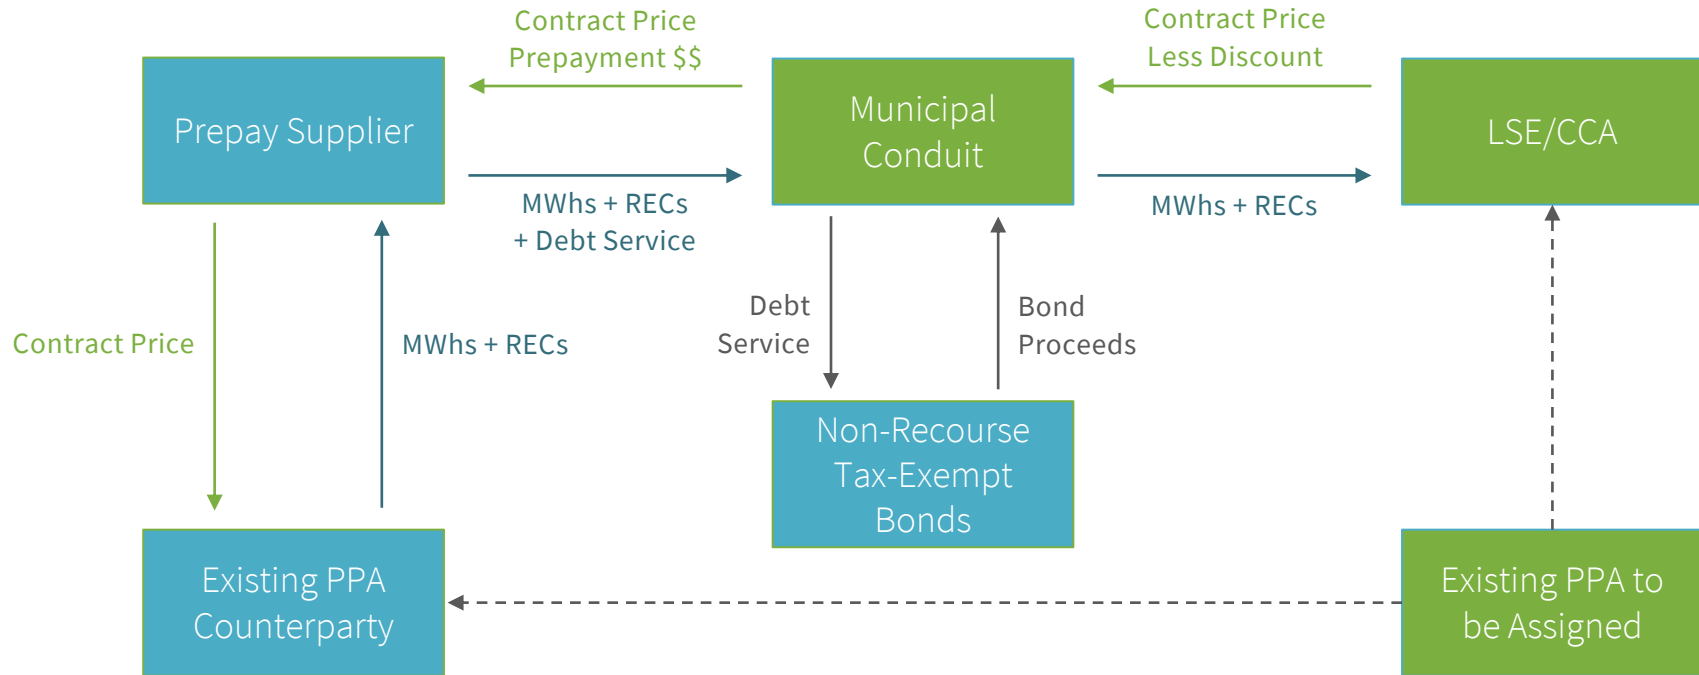 Contract Price
Prepayment $$
Contract Price
Less Discount
Prepay Supplier
Municipal
Conduit
LSE/CCA
MWhs + RECs
+ Debt Service
MWhs + RECs
Contract Price
MWhs + RECs
Debt
Service
Bond
Proceeds
Non-Recourse
Tax-Exempt
Bonds
Existing PPA
Counterparty
Existing PPA to
be Assigned